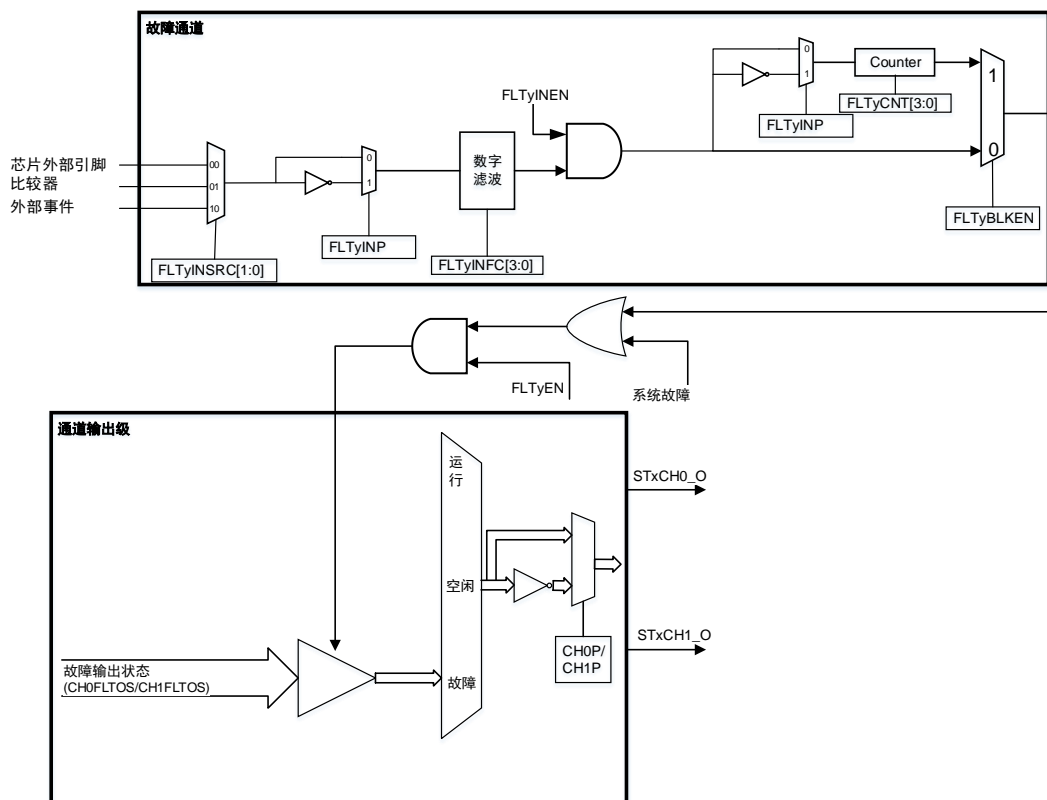 故障通道
芯片外部引脚
比较器
外部事件
00
01
10
FLTyINSRC[1:0]
0
1
FLTyINP
数字
滤波
FLTyINFC[3:0]
FLTyINEN
0
1
FLTyINP
Counter
FLTyCNT[3:0]
1
0
FLTyBLKEN
FLTyEN
系统故障
通道输出级
运
行
空闲
故障
故障输出状态
(CH0FLTOS/CH1FLTOS)
CH0P/
CH1P
STxCH0_O
STxCH1_O